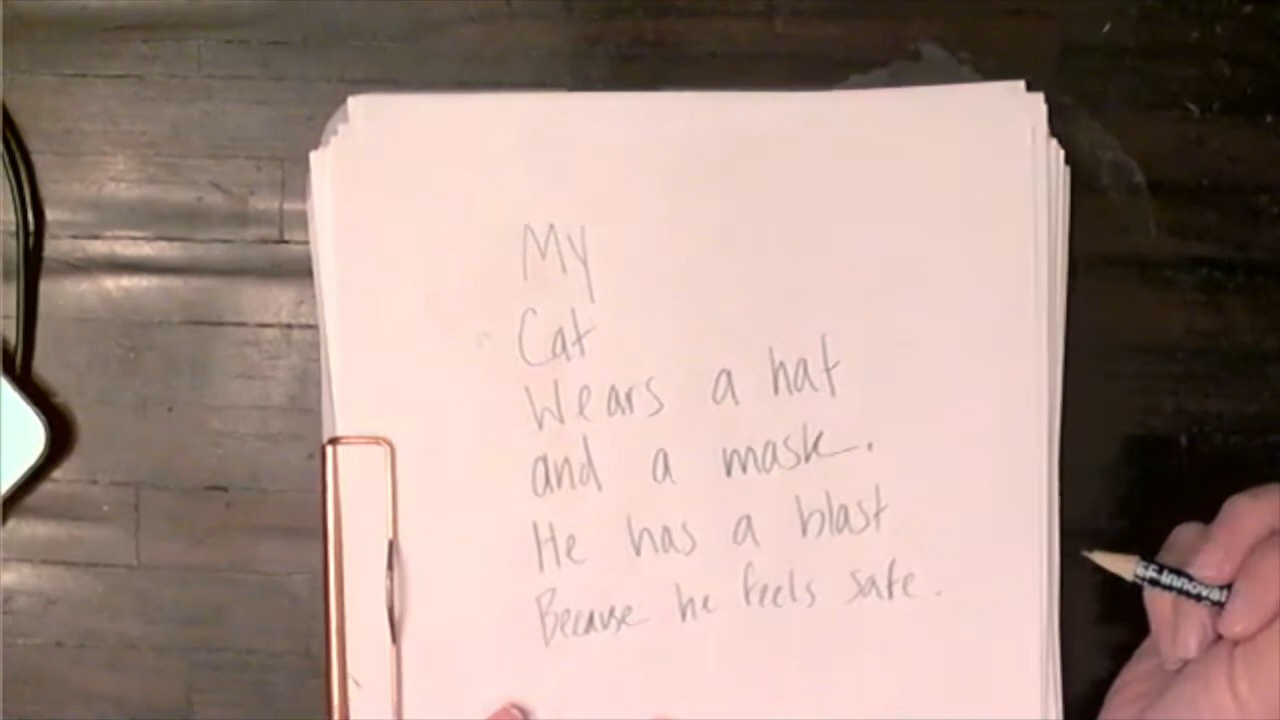 My
Cat
Wears a hat
and a mask.
He has a blast
Because he feels safe.